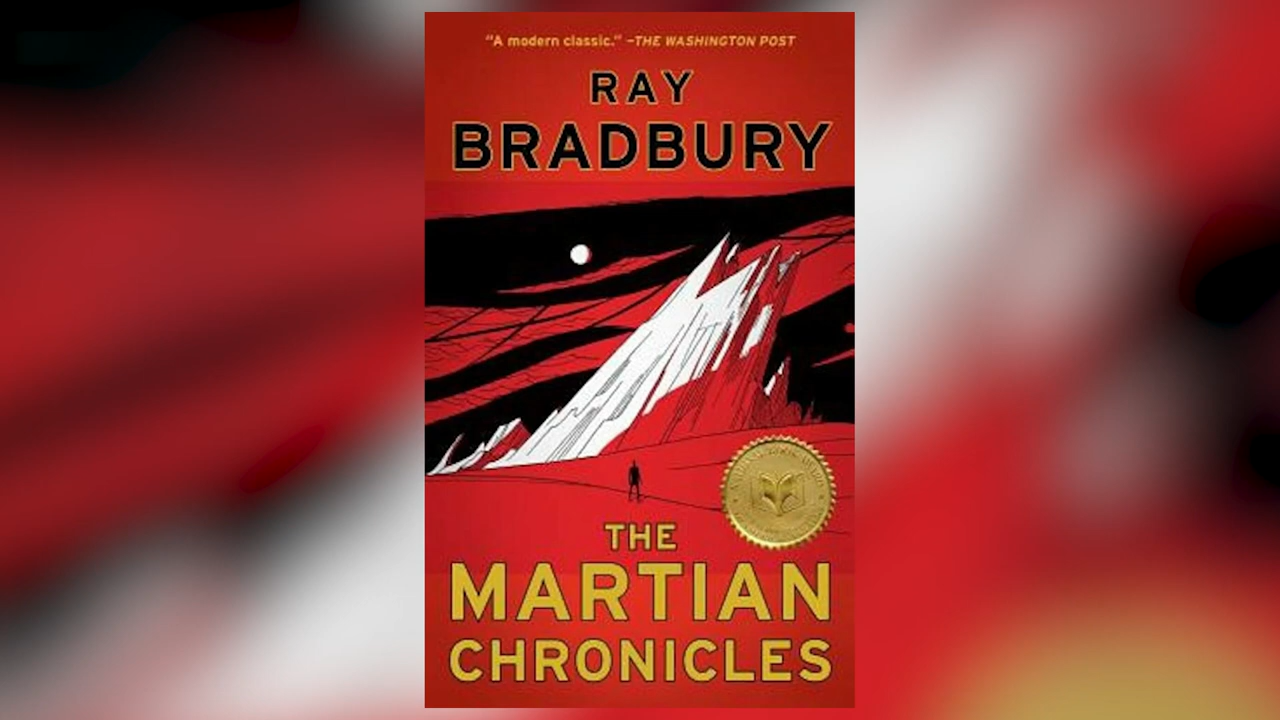 "A modern classic." –THE WASHINGTON POST
RAY
BRADBURY
THE
MARTIAN
CHRONICLES